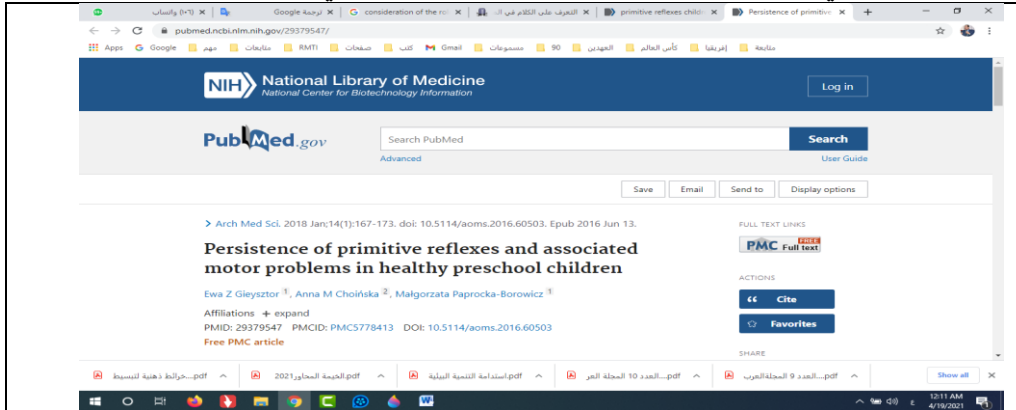 (١٠٦) والتساب
ترجمة Google
consideration of the ro
التعرف على الكلام في الـ
primitive reflexes childr
Persistence of primitive
pubmed.ncbi.nlm.nih.gov/29379547/
Apps Google مهم متابعات RMTI صفحات كتب Gmail مسموعات 90 العهدين كأس العالم إفريقيا متابعة
NIH National Library of Medicine
National Center for Biotechnology Information
Log in
PubMed.gov
Search PubMed
Search
Advanced
User Guide
Save Email Send to Display options
Arch Med Sci. 2018 Jan;14(1):167-173. doi: 10.5114/aoms.2016.60503. Epub 2016 Jun 13.
Persistence of primitive reflexes and associated
motor problems in healthy preschool children
Ewa Z Gieysztor 1, Anna M Choińska 2, Małgorzata Paprocka-Borowicz 1
Affiliations + expand
PMID: 29379547 PMCID: PMC5778413 DOI: 10.5114/aoms.2016.60503
Free PMC article
FULL TEXT LINKS
PMC FREE Full text
ACTIONS
Cite
Favorites
SHARE
خرائط ذهنية لتبسيط....pdf
الخيمة المحاور2021.pdf
استدامة التنمية البيئية.pdf
العدد 10 المجلة العر....pdf
العدد 9 المجلةالعرب....pdf
Show all
12:11 AM
ع
4/19/2021